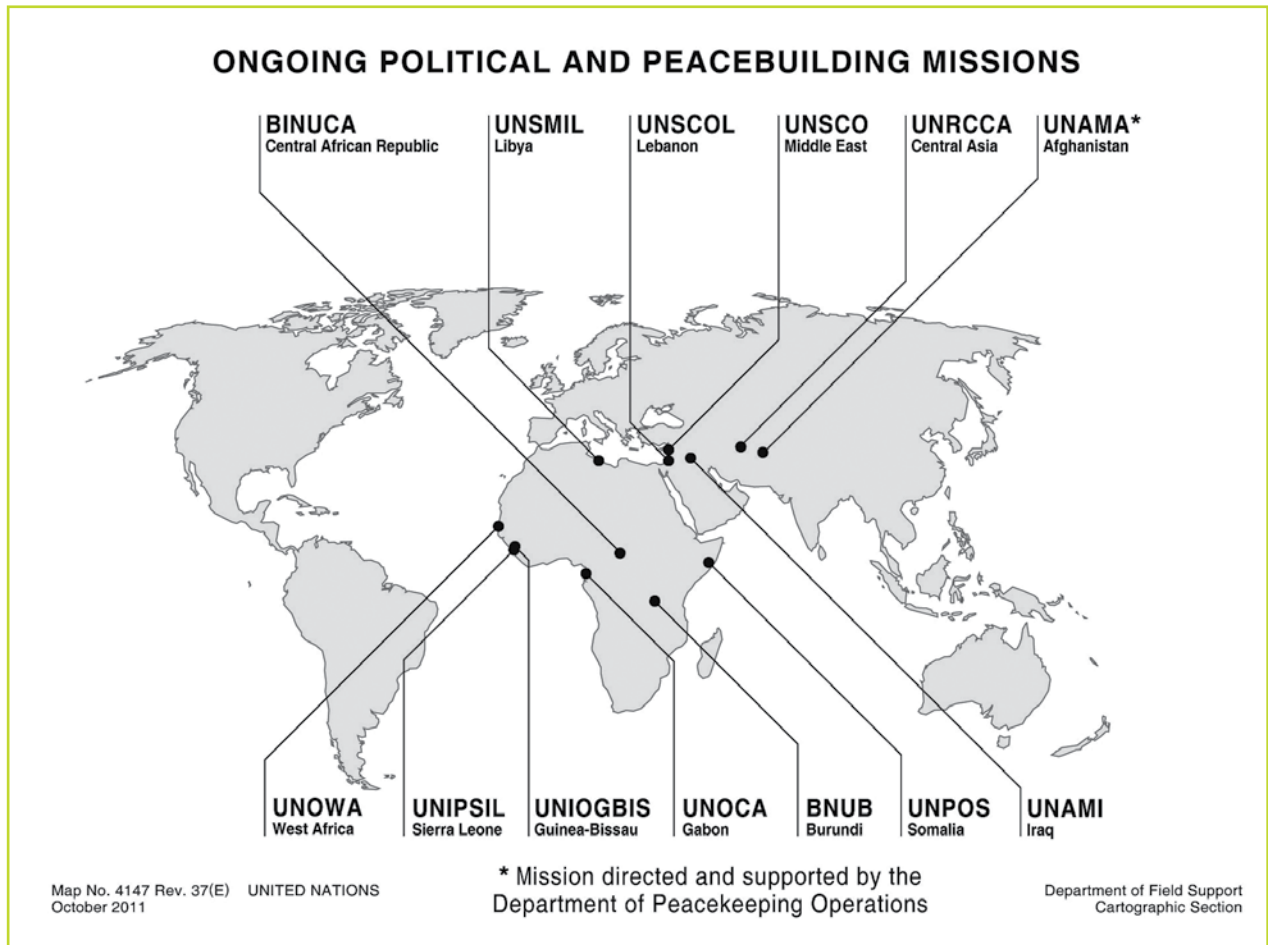 ONGOING POLITICAL AND PEACEBUILDING MISSIONS
BINUCA
Central African Republic
UNSMIL
Libya
UNSCOL
Lebanon
UNSCO
Middle East
UNRCCA
Central Asia
UNAMA*
Afghanistan
UNOWA
West Africa
UNIPSIL
Sierra Leone
UNIOGBIS
Guinea-Bissau
UNOCA
Gabon
BNUB
Burundi
UNPOS
Somalia
UNAMI
Iraq
* Mission directed and supported by the
Department of Peacekeeping Operations
Map No. 4147 Rev. 37(E) UNITED NATIONS
October 2011
Department of Field Support
Cartographic Section